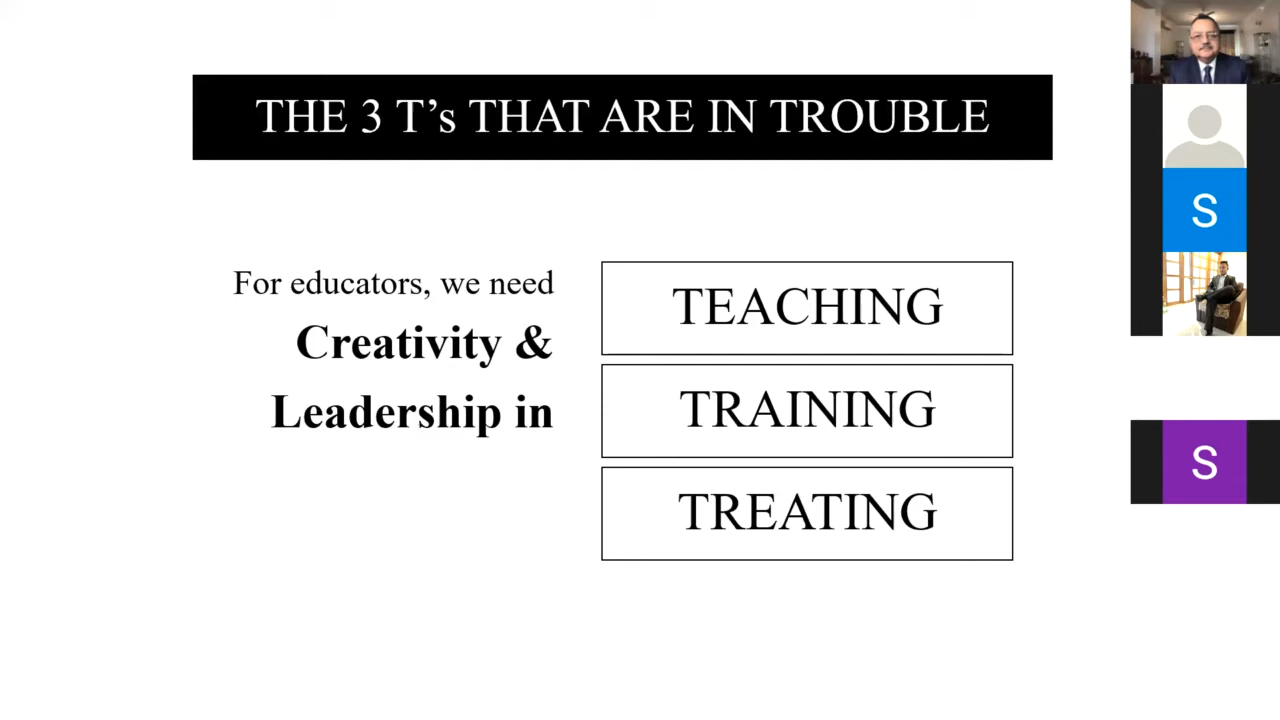 THE 3 T’s THAT ARE IN TROUBLE
For educators, we need
Creativity &
Leadership in
TEACHING
TRAINING
TREATING
S
S